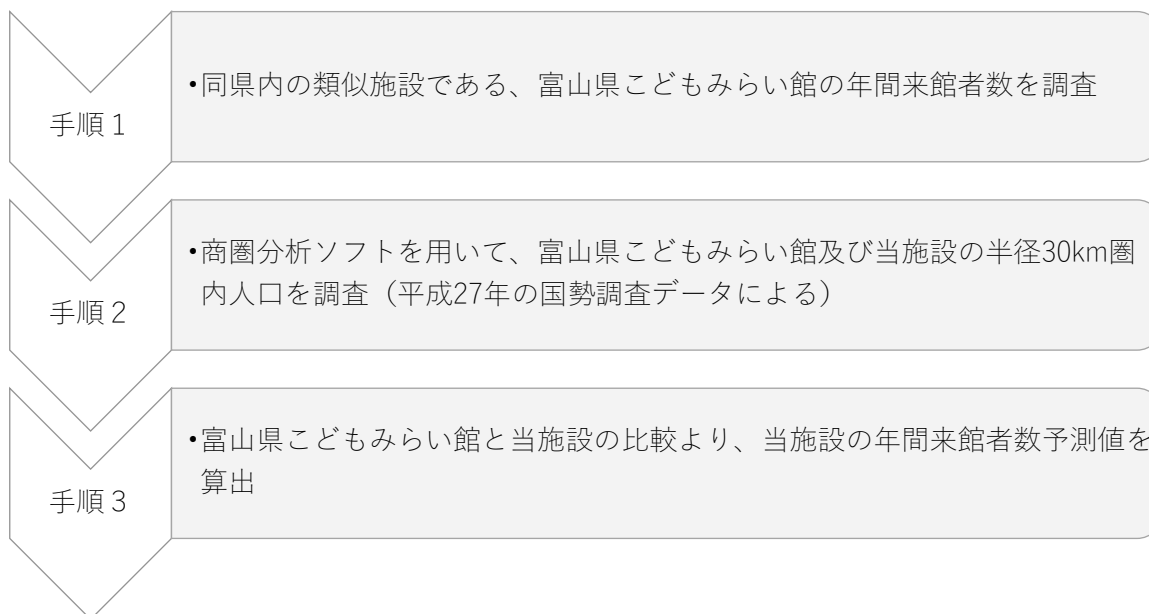 手順１
•同県内の類似施設である、富山県こどもみらい館の年間来館者数を調査
手順２
•商圏分析ソフトを用いて、富山県こどもみらい館及び当施設の半径30km圏
内人口を調査（平成27年の国勢調査データによる）
手順３
•富山県こどもみらい館と当施設の比較より、当施設の年間来館者数予測値を
算出